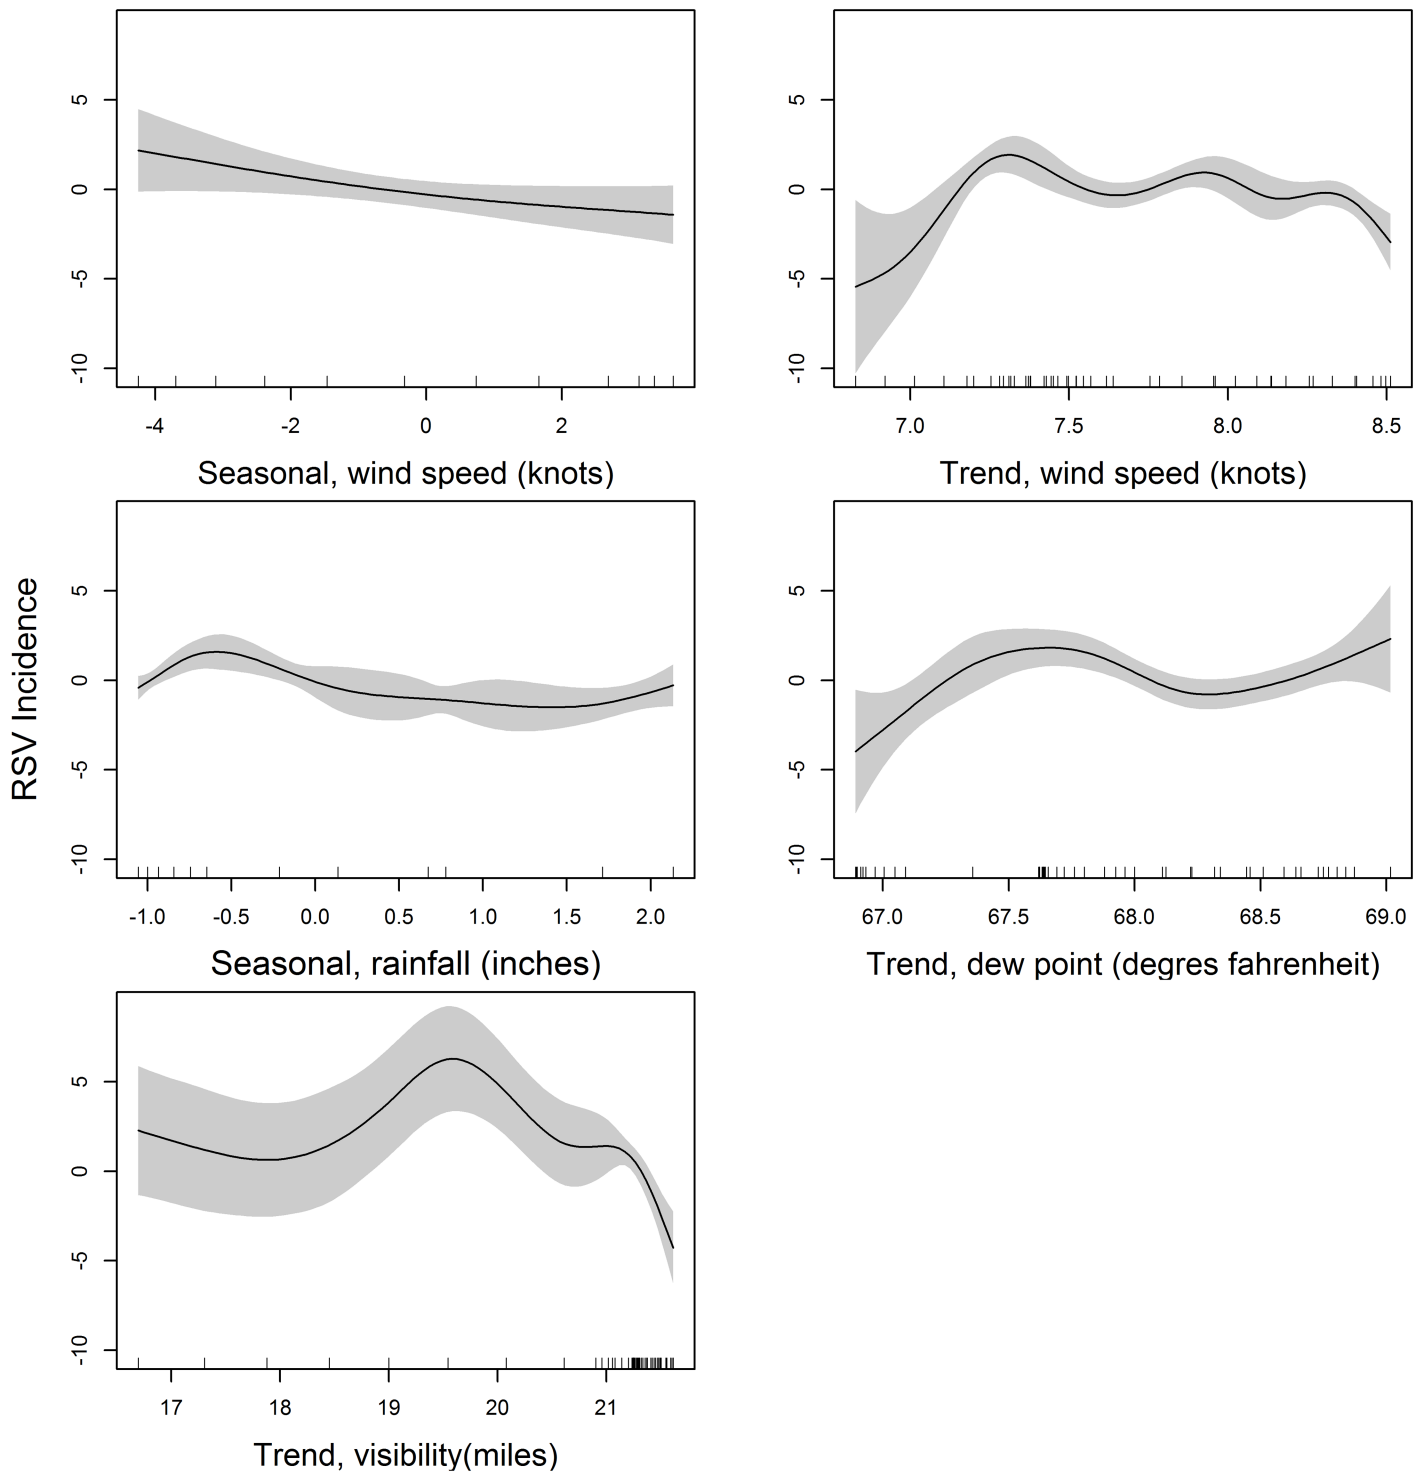 5
0
-5
-10
-4 -2 0 2
Seasonal, wind speed (knots)
5
0
-5
-10
7.0 7.5 8.0 8.5
Trend, wind speed (knots)
RSV Incidence
5
0
-5
-10
-1.0 -0.5 0.0 0.5 1.0 1.5 2.0
Seasonal, rainfall (inches)
5
0
-5
-10
67.0 67.5 68.0 68.5 69.0
Trend, dew point (degres fahrenheit)
5
0
-5
-10
17 18 19 20 21
Trend, visibility(miles)